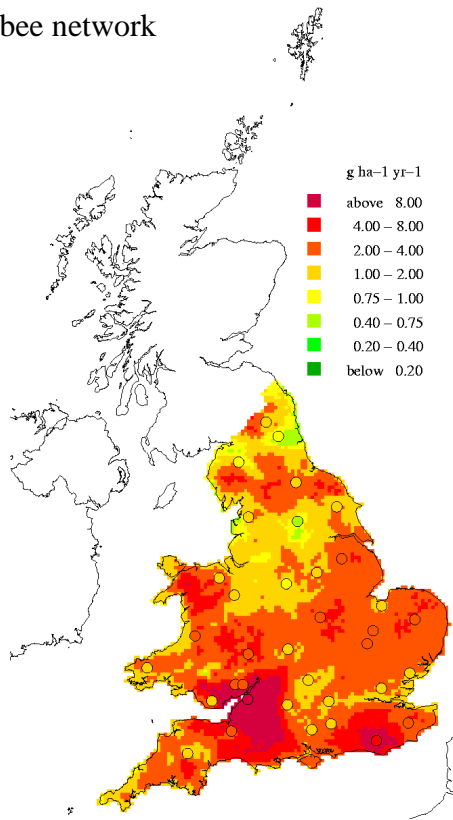 bee network
g ha–1 yr–1
above 8.00
4.00 – 8.00
2.00 – 4.00
1.00 – 2.00
0.75 – 1.00
0.40 – 0.75
0.20 – 0.40
below 0.20